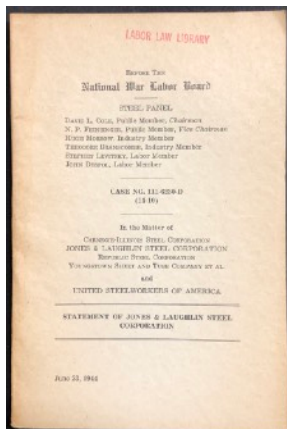 LABOR LAW LIBRARY
BEFORE THE
National War Labor Board
STEEL PANEL
DAVID L. COLE, Public Member, Chairman
N. P. FEINSINGER, Public Member, Vice Chairman
Member, Industry Member
Industry Member
STEPHEN LEVITSKY, Labor Member
JOHN Labor Member
CASE NO. 111-6230-D
(14-19)
In the Matter of
CARNEGIE-ILLINOIS STEEL CORPORATION
JONES & LAUGHLIN STEEL CORPORATION
REPUBLIC STEEL CORPORATION
YOUNGSTOWN SHEET AND TUBE COMPANY ET AL.
and
UNITED STEELWORKERS OF AMERICA
STATEMENT OF JONES & LAUGHLIN STEEL
CORPORATION
June 1944